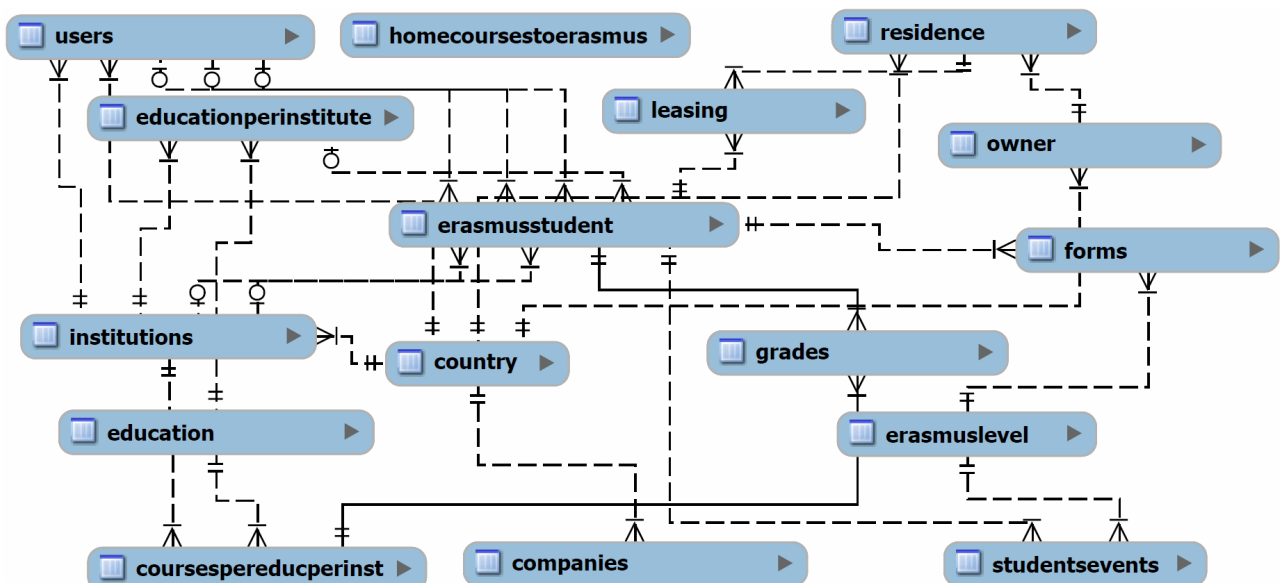 users
homecoursestoerasmus
residence
educationperinstitute
leasing
owner
erasmusstudent
forms
institutions
country
grades
education
erasmuslevel
coursespereducperinst
companies
studentsevents